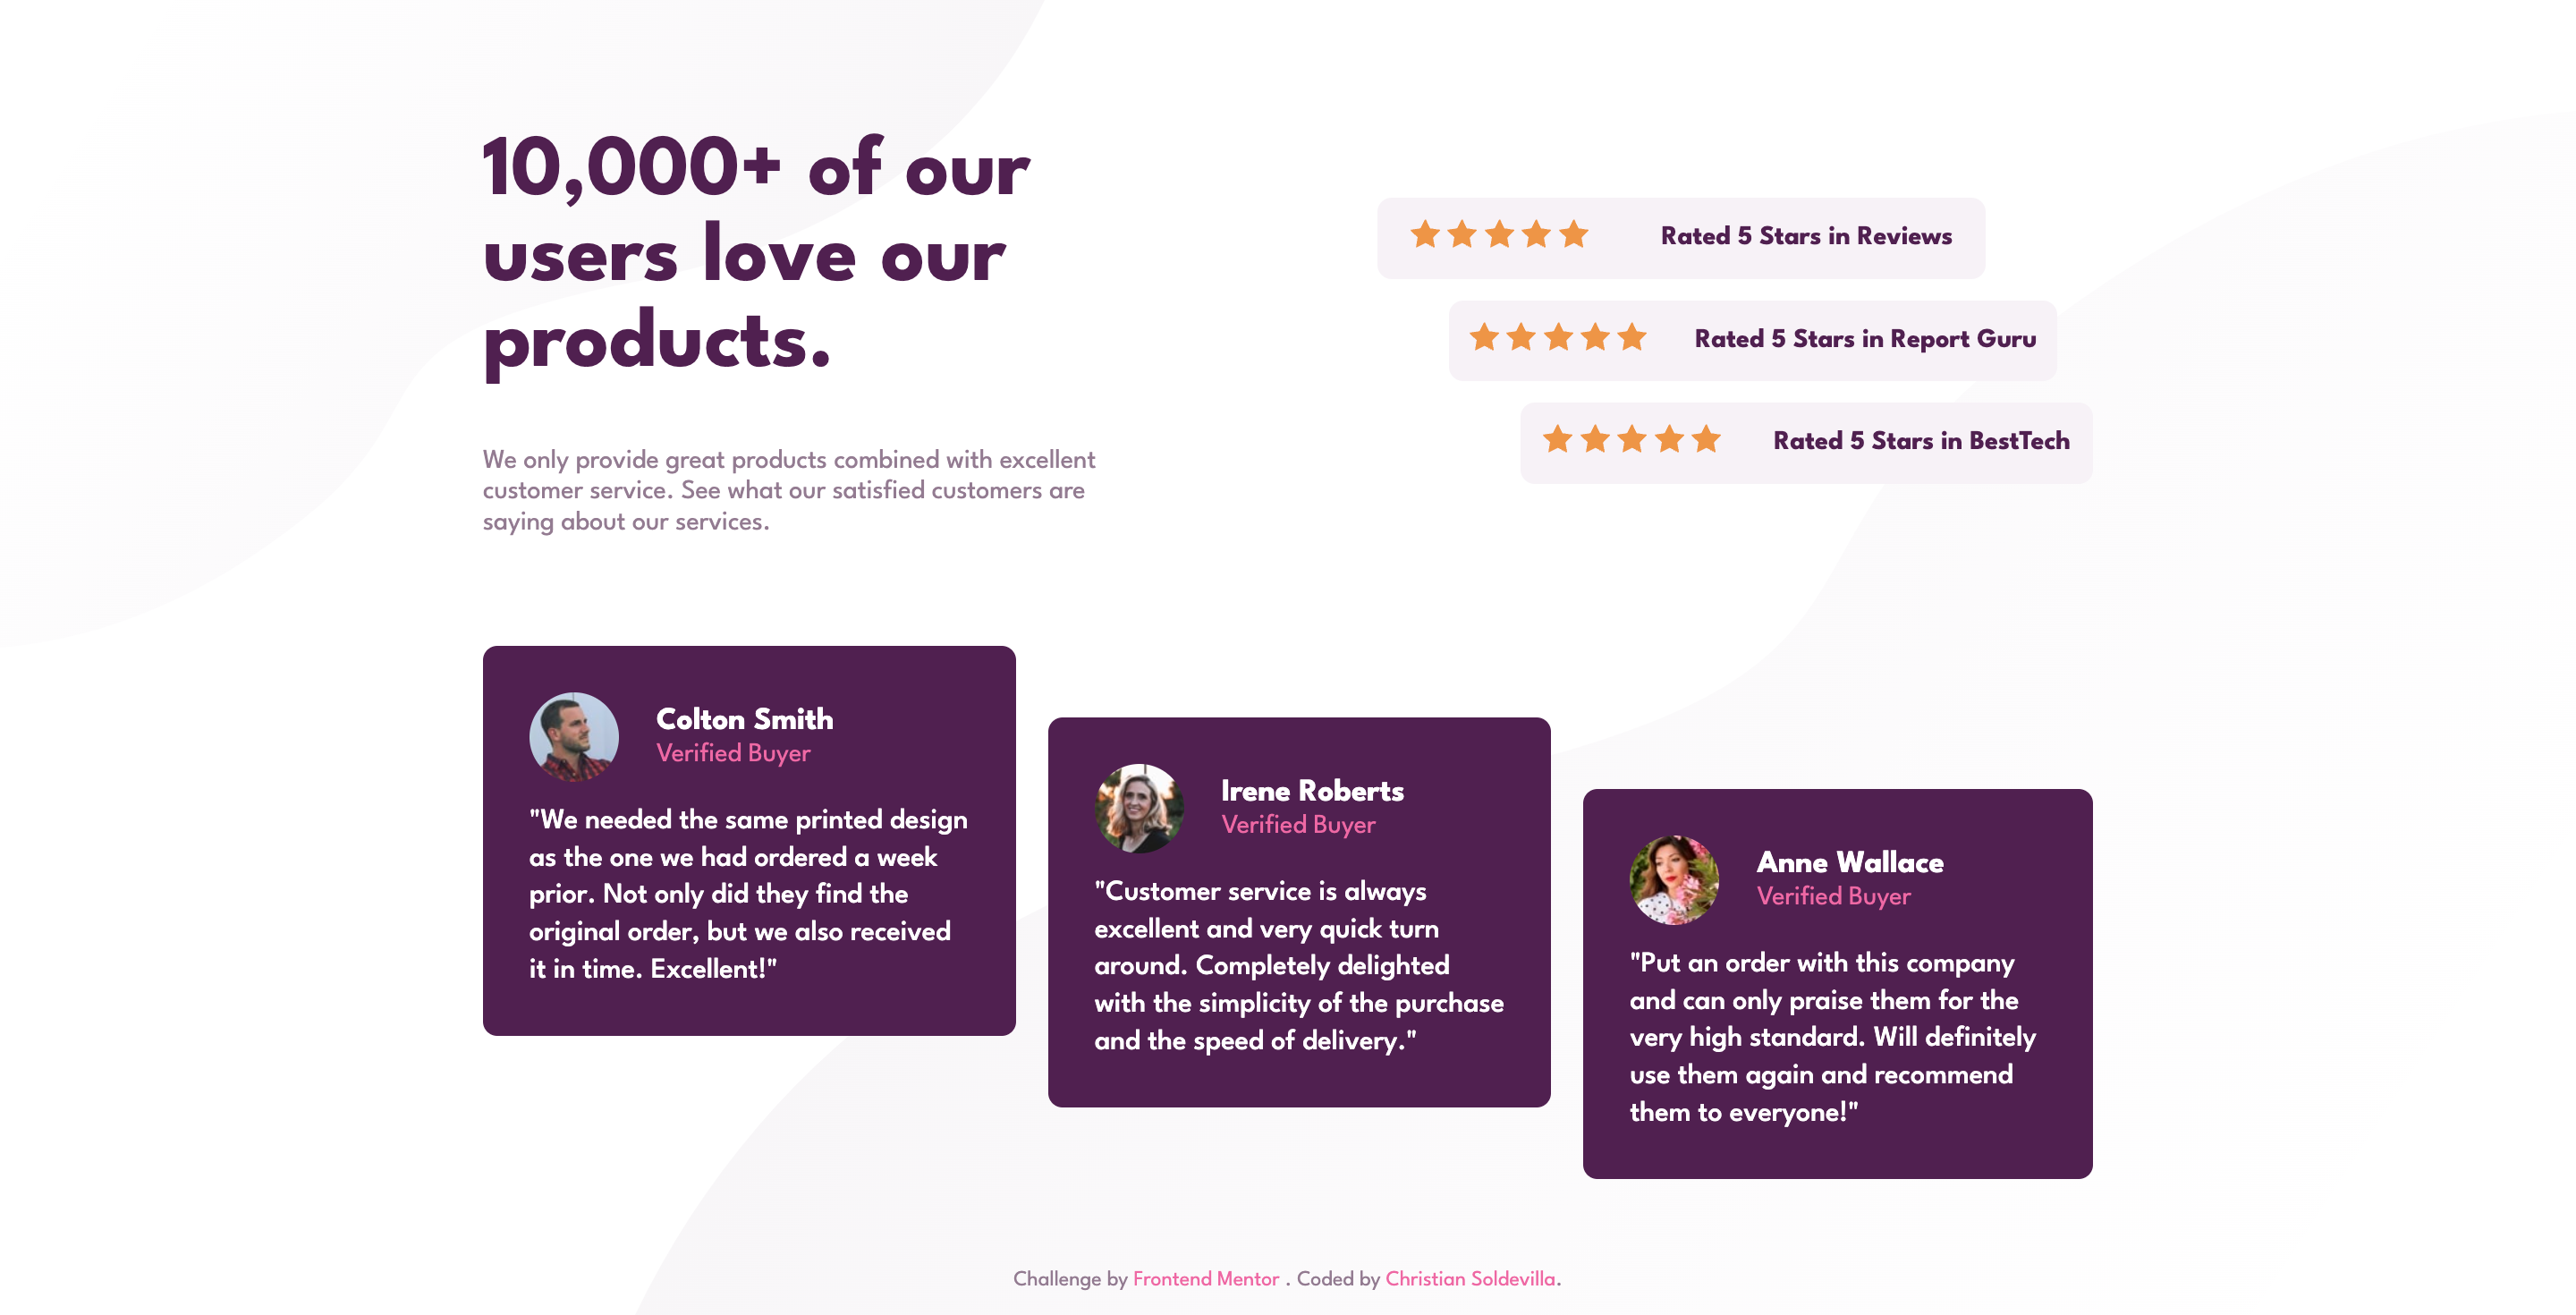 10,000+ of our
users love our
products.
We only provide great products combined with excellent
customer service. See what our satisfied customers are
saying about our services.
Rated 5 Stars in Reviews
Rated 5 Stars in Report Guru
Rated 5 Stars in BestTech
Colton Smith
Verified Buyer
"We needed the same printed design
as the one we had ordered a week
prior. Not only did they find the
original order, but we also received
it in time. Excellent!"
Irene Roberts
Verified Buyer
"Customer service is always
excellent and very quick turn
around. Completely delighted
with the simplicity of the purchase
and the speed of delivery."
Anne Wallace
Verified Buyer
"Put an order with this company
and can only praise them for the
very high standard. Will definitely
use them again and recommend
them to everyone!"
Challenge by Frontend Mentor . Coded by Christian Soldevilla.